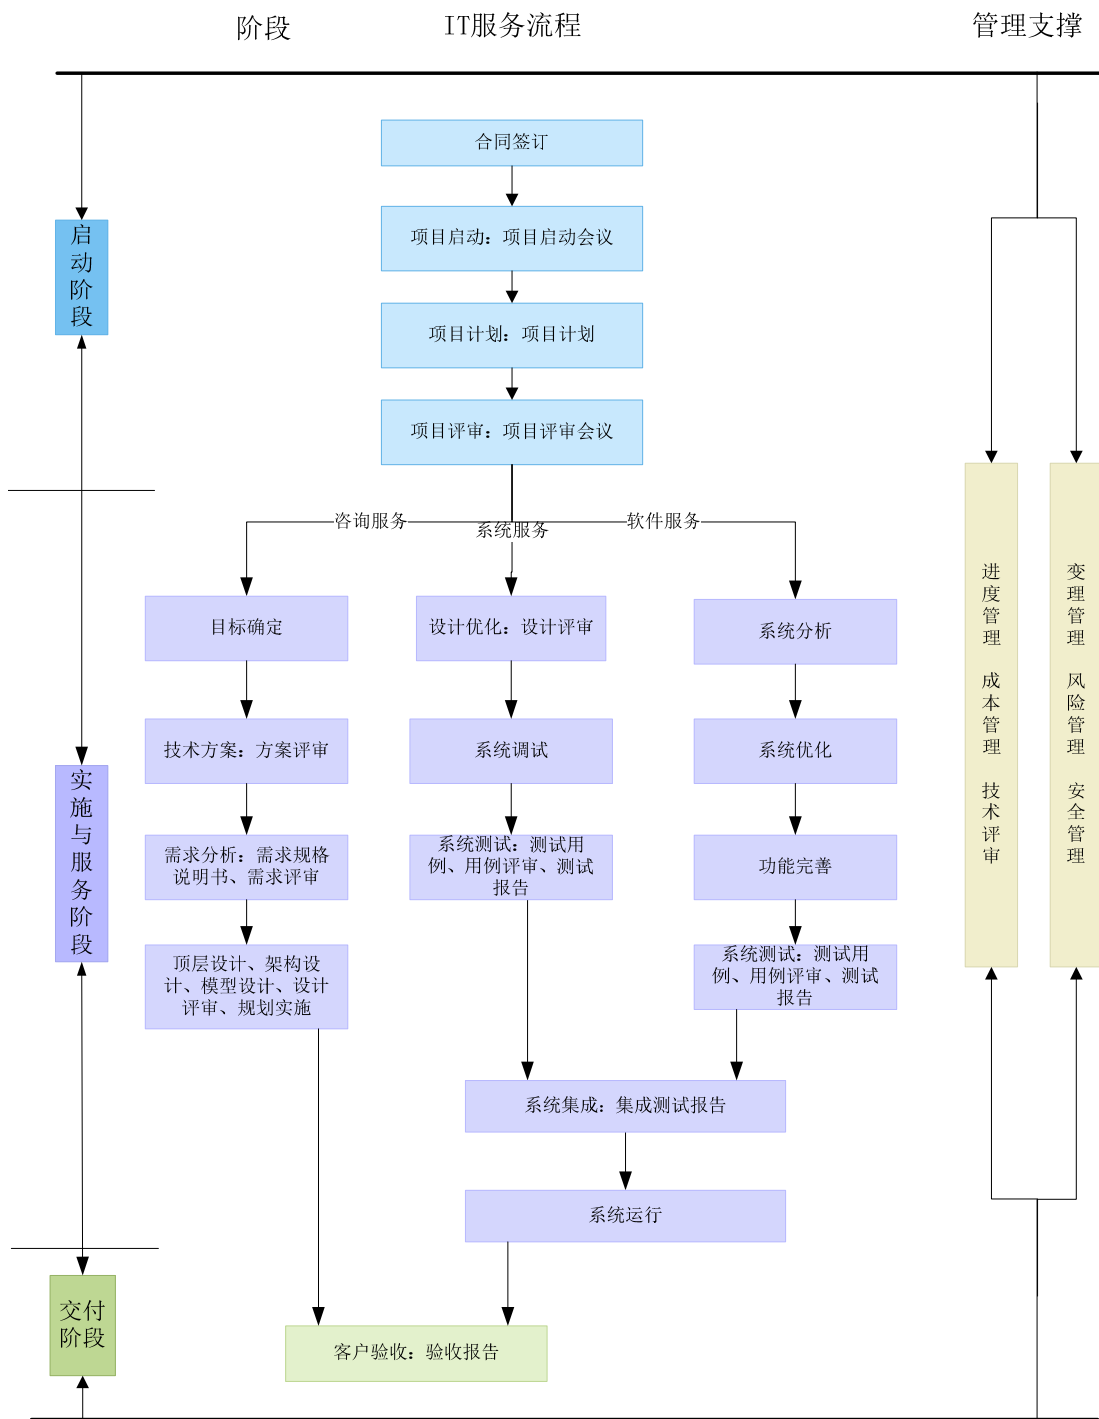 阶段
IT服务流程
管理支撑
合同签订
启动阶段
项目启动：项目启动会议
项目计划：项目计划
项目评审：项目评审会议
咨询服务
系统服务
软件服务
目标确定
设计优化：设计评审
系统分析
技术方案：方案评审
系统调试
系统优化
实施与服务阶段
需求分析：需求规格
说明书、需求评审
系统测试：测试用
例、用例评审、测试
报告
功能完善
顶层设计、架构设
计、模型设计、设计
评审、规划实施
系统测试：测试用
例、用例评审、测试
报告
进度管理 成本管理 技术评审
变理管理 风险管理 安全管理
系统集成：集成测试报告
系统运行
交付
阶段
客户验收：验收报告